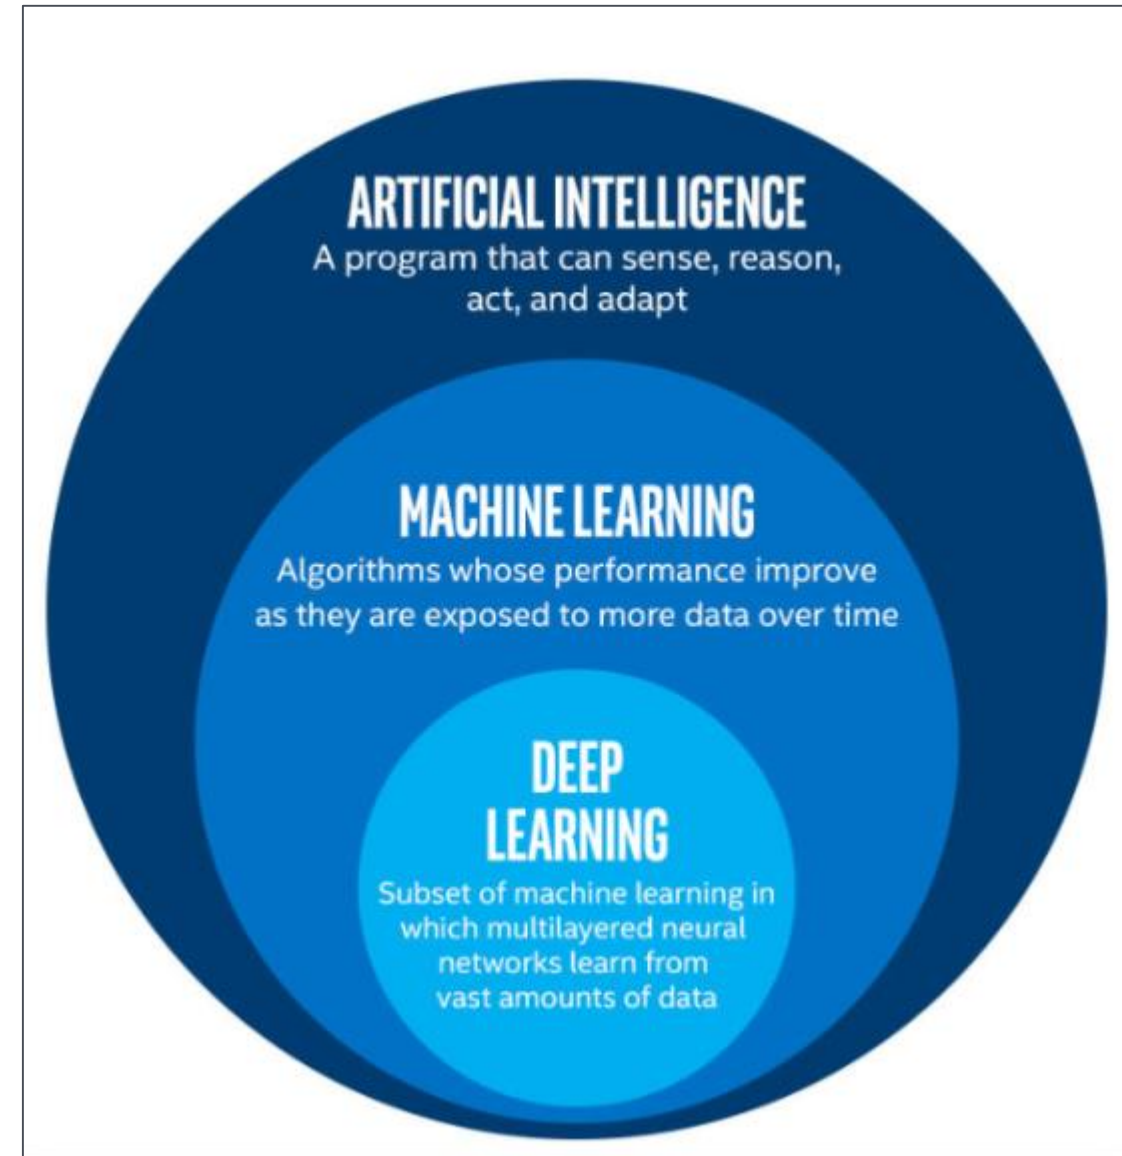 ARTIFICIAL INTELLIGENCE
A program that can sense, reason,
act, and adapt
MACHINE LEARNING
Algorithms whose performance improve
as they are exposed to more data over time
DEEP
LEARNING
Subset of machine learning in
which multilayered neural
networks learn from
vast amounts of data